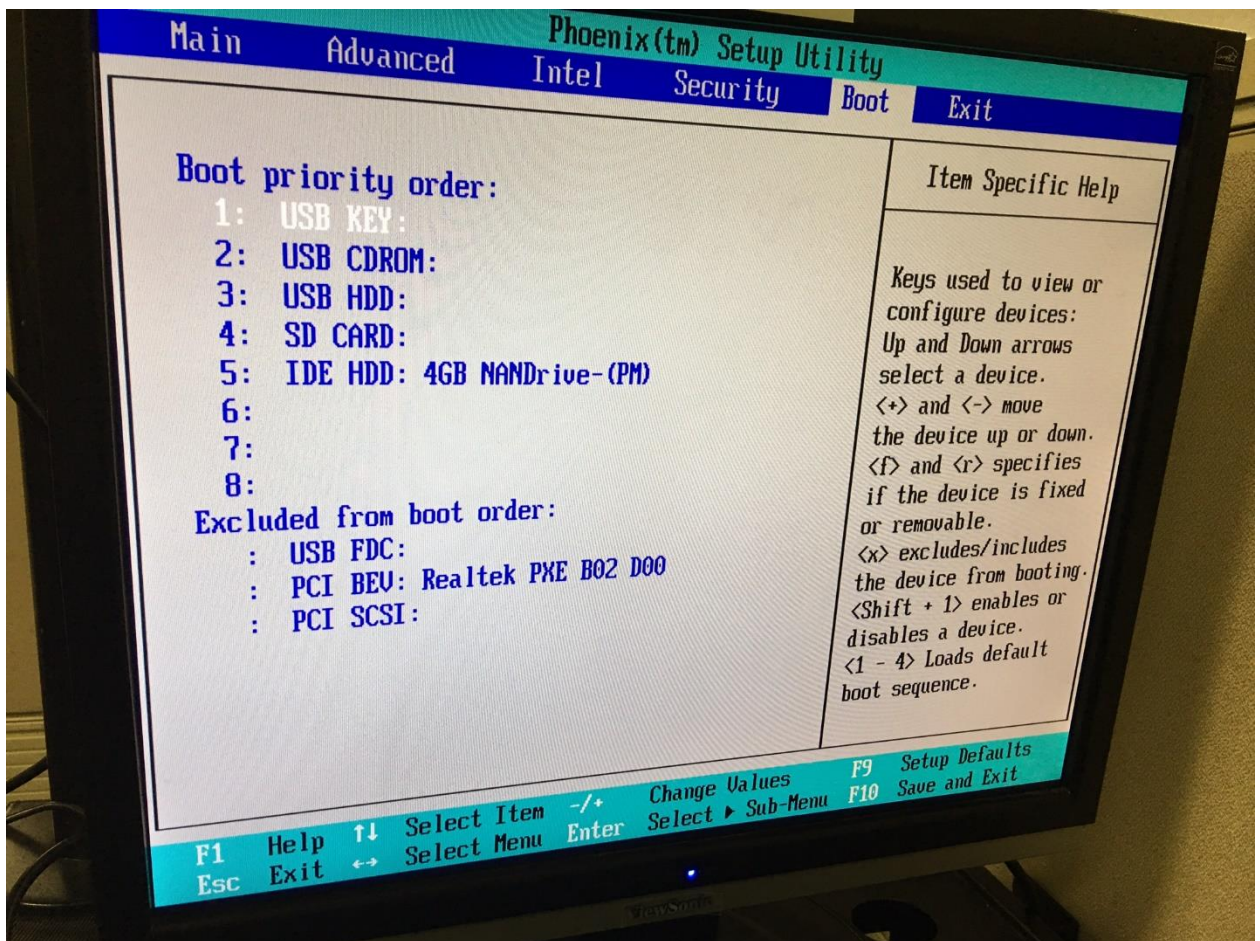 Phoenix(tm) Setup Utility
Main Advanced Intel Security Boot Exit
Boot priority order:
1: USB KEY:
2: USB CDROM:
3: USB HDD:
4: SD CARD:
5: IDE HDD: 4GB NANDrive-(PM)
6:
7:
8:
Excluded from boot order:
: USB FDC:
: PCI BEV: Realtek PXE B02 D00
: PCI SCSI:
Item Specific Help
Keys used to view or
configure devices:
Up and Down arrows
select a device.
<+> and <-> move
the device up or down.
<f> and <r> specifies
if the device is fixed
or removable.
<x> excludes/includes
the device from booting.
<Shift + 1> enables or
disables a device.
<1 - 4> Loads default
boot sequence.
F1 Help ↑↓ Select Item -/+ Change Values F9 Setup Defaults
Esc Exit ↔ Select Menu Enter Select ▶ Sub-Menu F10 Save and Exit
ViewSonic